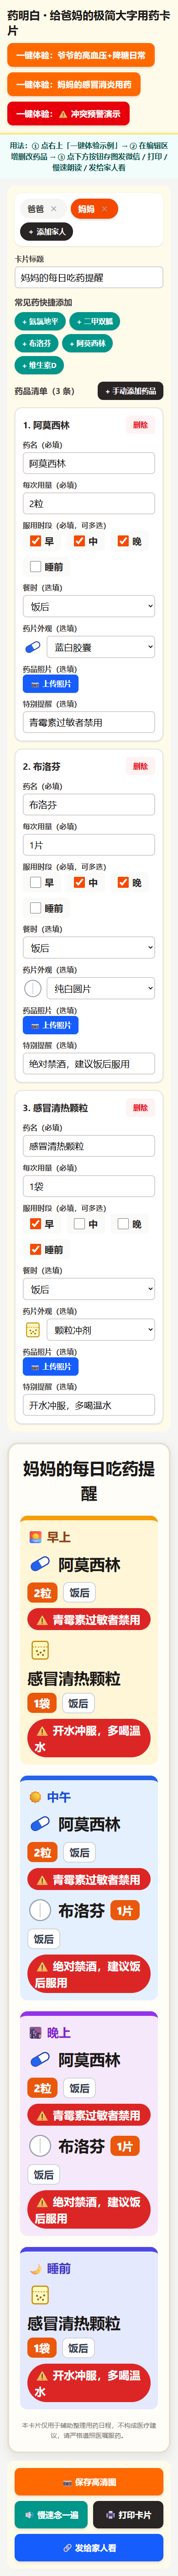 药明白 · 给爸妈的极简大字用药卡
片
一键体验：爷爷的高血压+降糖日常
一键体验：妈妈的感冒消炎用药
一键体验：⚠️ 冲突预警演示
用法：① 点右上「一键体验示例」→ ② 在编辑区
增删改药品 → ③ 点下方按钮存图发微信 / 打印 /
慢速朗读 / 发给家人看
爸爸 ×
妈妈 ×
+ 添加家人
卡片标题
妈妈的每日吃药提醒
常见药快捷添加
+ 氨氯地平
+ 二甲双胍
+ 布洛芬
+ 阿莫西林
+ 维生素D
药品清单（3 条）
+ 手动添加药品
1. 阿莫西林
删除
药名（必填）
阿莫西林
每次用量（必填）
2粒
服用时段（必填，可多选）
早
中
晚
睡前
餐时（选填）
饭后
药片外观（选填）
蓝白胶囊
药品照片（选填）
📷 上传照片
特别提醒（选填）
青霉素过敏者禁用
2. 布洛芬
删除
药名（必填）
布洛芬
每次用量（必填）
1片
服用时段（必填，可多选）
早
中
晚
睡前
餐时（选填）
饭后
药片外观（选填）
纯白圆片
药品照片（选填）
📷 上传照片
特别提醒（选填）
绝对禁酒，建议饭后服用
3. 感冒清热颗粒
删除
药名（必填）
感冒清热颗粒
每次用量（必填）
1袋
服用时段（必填，可多选）
早
中
晚
睡前
餐时（选填）
饭后
药片外观（选填）
颗粒冲剂
药品照片（选填）
📷 上传照片
特别提醒（选填）
开水冲服，多喝温水
妈妈的每日吃药提
醒
🌅 早上
阿莫西林
2粒 饭后
⚠️ 青霉素过敏者禁用
感冒清热颗粒
1袋 饭后
⚠️ 开水冲服，多喝温
水
☀️ 中午
阿莫西林
2粒 饭后
⚠️ 青霉素过敏者禁用
布洛芬 1片
饭后
⚠️ 绝对禁酒，建议饭
后服用
🌆 晚上
阿莫西林
2粒 饭后
⚠️ 青霉素过敏者禁用
布洛芬 1片
饭后
⚠️ 绝对禁酒，建议饭
后服用
🌙 睡前
感冒清热颗粒
1袋 饭后
⚠️ 开水冲服，多喝温
水
本卡片仅用于辅助整理用药日程，不构成医疗建
议，请严格遵照医嘱服药。
📷 保存高清图
🔊 慢速念一遍
🖨️ 打印卡片
🔗 发给家人看